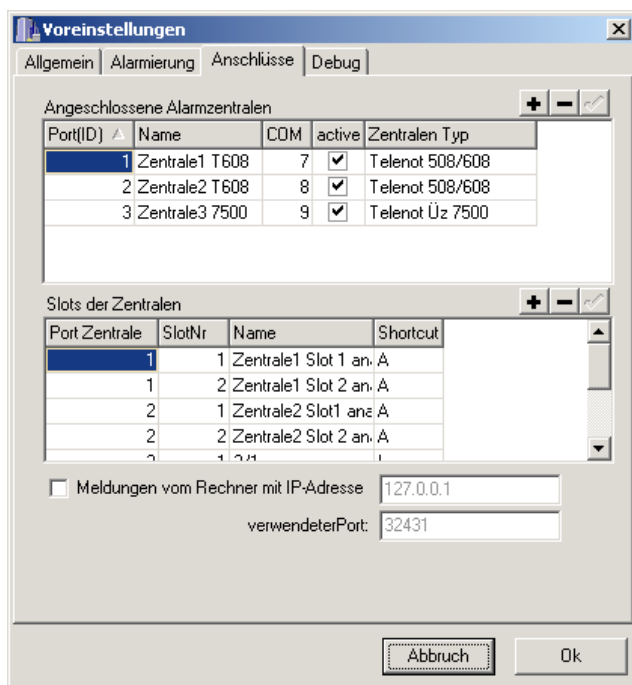 Voreinstellungen
Allgemein Alarmierung Anschlüsse Debug
Angeschlossene Alarmzentralen
Port(ID) Name COM active Zentralen Typ
1 Zentrale1 T608 7 Telenot 508/608
2 Zentrale2 T608 8 Telenot 508/608
3 Zentrale3 7500 9 Telenot Üz 7500
Slots der Zentralen
Port Zentrale SlotNr Name Shortcut
1 1 Zentrale1 Slot 1 an A
1 2 Zentrale1 Slot 2 an A
2 1 Zentrale2 Slot1 ana A
2 2 Zentrale2 Slot 2 an A
Meldungen vom Rechner mit IP-Adresse 127.0.0.1
verwendeterPort: 32431
Abbruch Ok